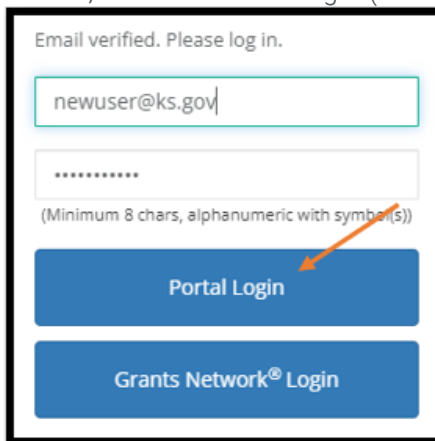 Email verified. Please log in.
newuser@ks.gov
•••••••••••
(Minimum 8 chars, alphanumeric with symbol(s))
Portal Login
Grants Network® Login